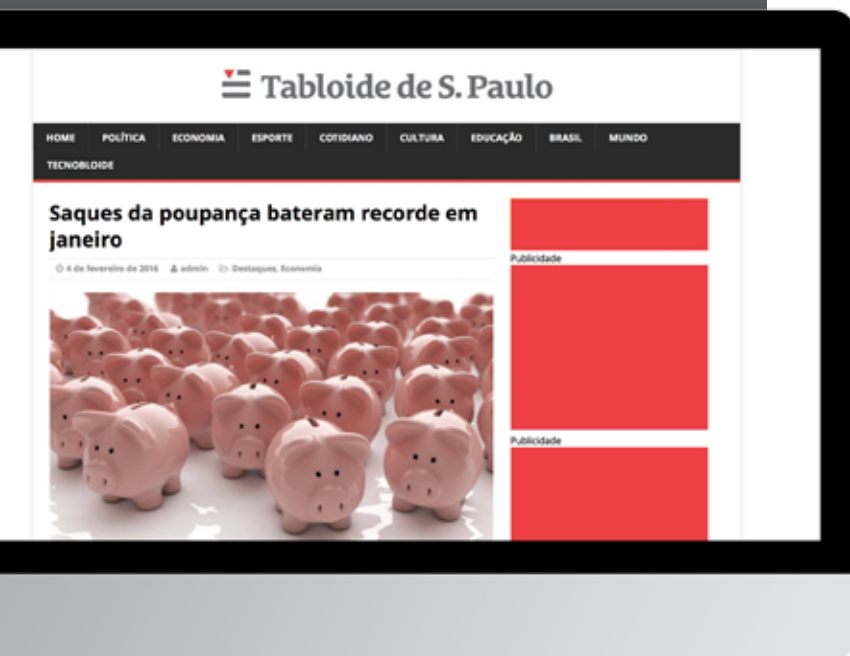 Tabloide de S. Paulo
HOME POLÍTICA ECONOMIA ESPORTE COTIDIANO CULTURA EDUCAÇÃO BRASIL MUNDO
TECNOBLOIDE
Saques da poupança bateram recorde em
janeiro
4 de fevereiro de 2016 admin Destaques, Economia
Publicidade
Publicidade